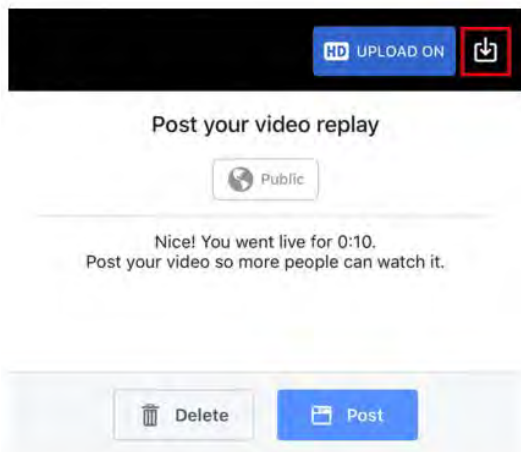 HD UPLOAD ON
Post your video replay
Public
Nice! You went live for 0:10.
Post your video so more people can watch it.
Delete
Post